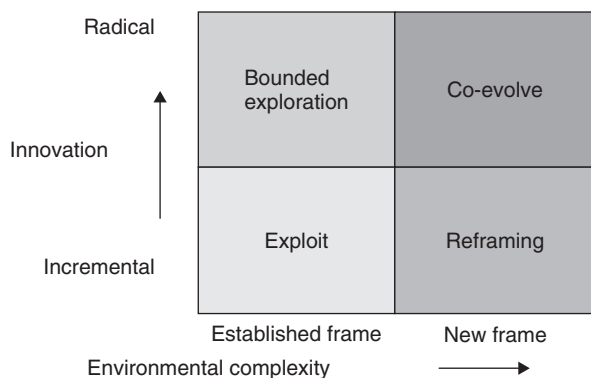 Radical
Bounded
exploration
Co-evolve
Innovation
Incremental
Exploit
Reframing
Established frame
New frame
Environmental complexity